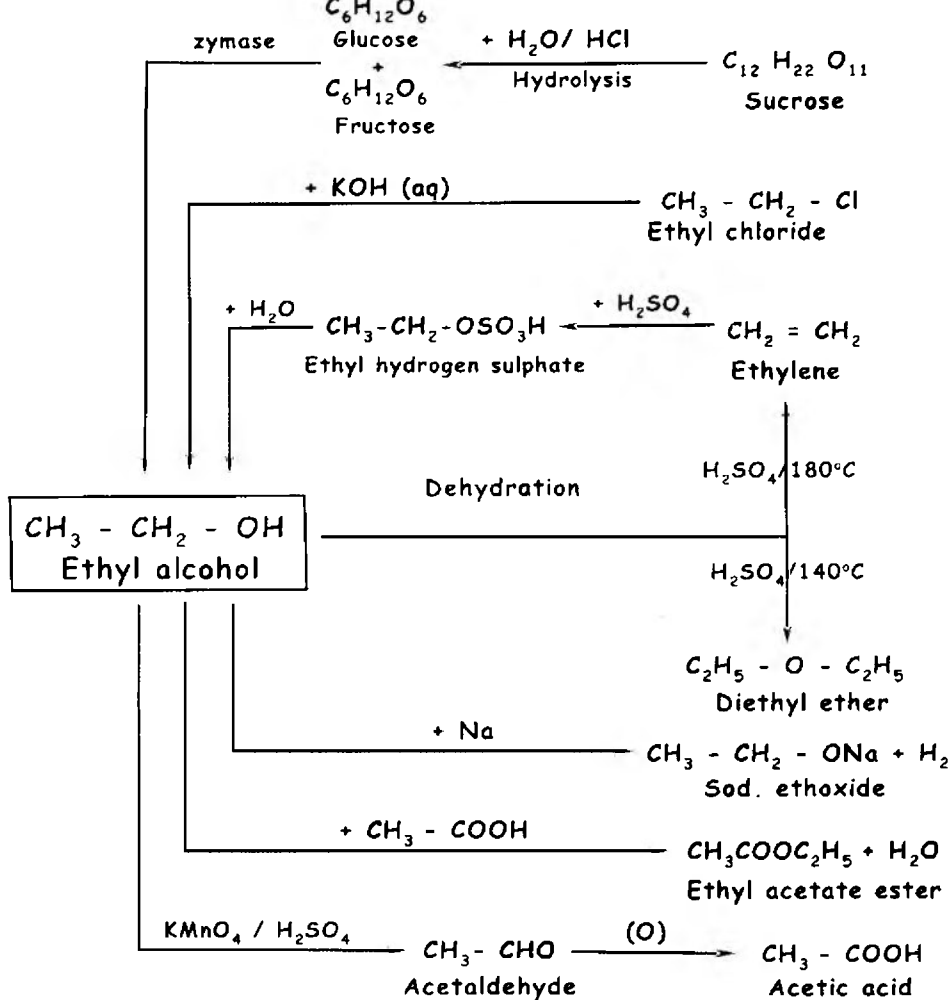 C₆H₁₂O₆
zymase Glucose + H₂O/ HCl
+ C₁₂ H₂₂ O₁₁
C₆H₁₂O₆ Hydrolysis Sucrose
Fructose
+ KOH (aq)
CH₃ - CH₂ - Cl
Ethyl chloride
+ H₂O CH₃-CH₂-OSO₃H + H₂SO₄ CH₂ = CH₂
Ethyl hydrogen sulphate Ethylene
H₂SO₄/180°C
Dehydration
CH₃ - CH₂ - OH
Ethyl alcohol
H₂SO₄/140°C
C₂H₅ - O - C₂H₅
Diethyl ether
+ Na
CH₃ - CH₂ - ONa + H₂
Sod. ethoxide
+ CH₃ - COOH
CH₃COOC₂H₅ + H₂O
Ethyl acetate ester
KMnO₄ / H₂SO₄ CH₃- CHO (O) CH₃ - COOH
Acetaldehyde Acetic acid